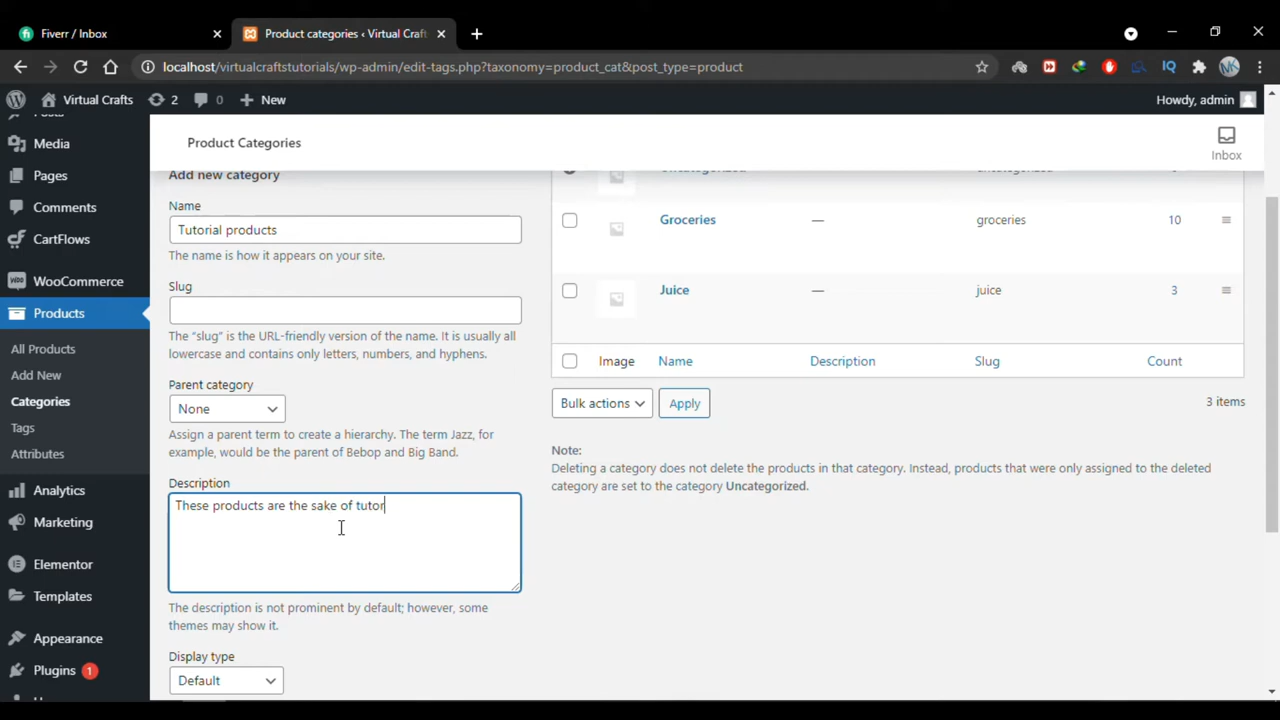 Fiverr / Inbox
Product categories ‹ Virtual Craft
localhost/virtualcraftstutorials/wp-admin/edit-tags.php?taxonomy=product_cat&post_type=product
IQ
NK
Virtual Crafts
2
0
New
Howdy, admin
Posts
Media
Pages
Comments
CartFlows
WooCommerce
Products
All Products
Add New
Categories
Tags
Attributes
Analytics
Marketing
Elementor
Templates
Appearance
Plugins 1
Product Categories
Inbox
Add new category
Name
Tutorial products
The name is how it appears on your site.
Slug
The “slug” is the URL-friendly version of the name. It is usually all
lowercase and contains only letters, numbers, and hyphens.
Parent category
None
Assign a parent term to create a hierarchy. The term Jazz, for
example, would be the parent of Bebop and Big Band.
Description
These products are the sake of tutor
The description is not prominent by default; however, some
themes may show it.
Display type
Default
Uncategorized uncategorized
Groceries — groceries 10
Juice — juice 3
Image Name Description Slug Count
Bulk actions Apply
3 items
Note:
Deleting a category does not delete the products in that category. Instead, products that were only assigned to the deleted
category are set to the category Uncategorized.